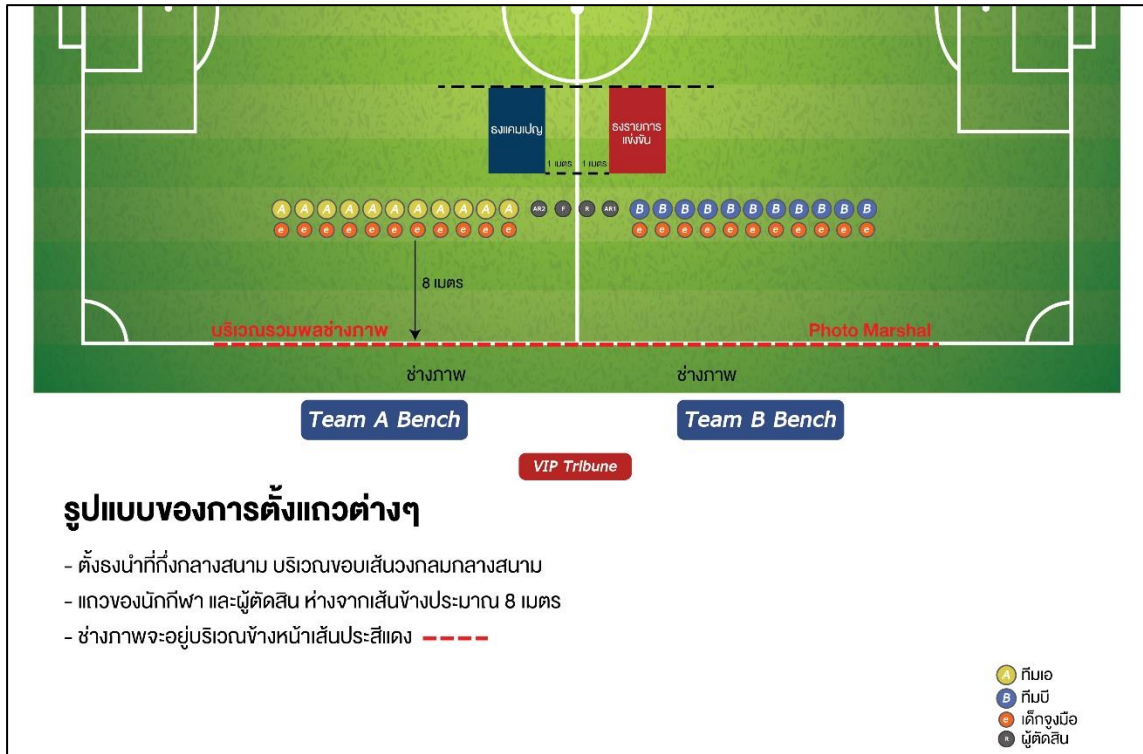 ธงแคมเปญ
ธงรายการ
แข่งขัน
1 เมตร 1 เมตร
A A A A A A A A A A A AR2 F R AR1 B B B B B B B B B B B
e e e e e e e e e e e e e e e e e e e e e e
8 เมตร
บริเวณรวมพลช่างภาพ Photo Marshal
ช่างภาพ ช่างภาพ
Team A Bench Team B Bench
VIP Tribune
รูปแบบของการตั้งแถวต่างๆ
- ตั้งธงนำที่กึ่งกลางสนาม บริเวณขอบเส้นวงกลมกลางสนาม
- แถวของนักกีฬา และผู้ตัดสิน ห่างจากเส้นข้างประมาณ 8 เมตร
- ช่างภาพจะอยู่บริเวณข้างหน้าเส้นประสีแดง
A ทีมเอ
B ทีมบี
e เด็กจูงมือ
R ผู้ตัดสิน